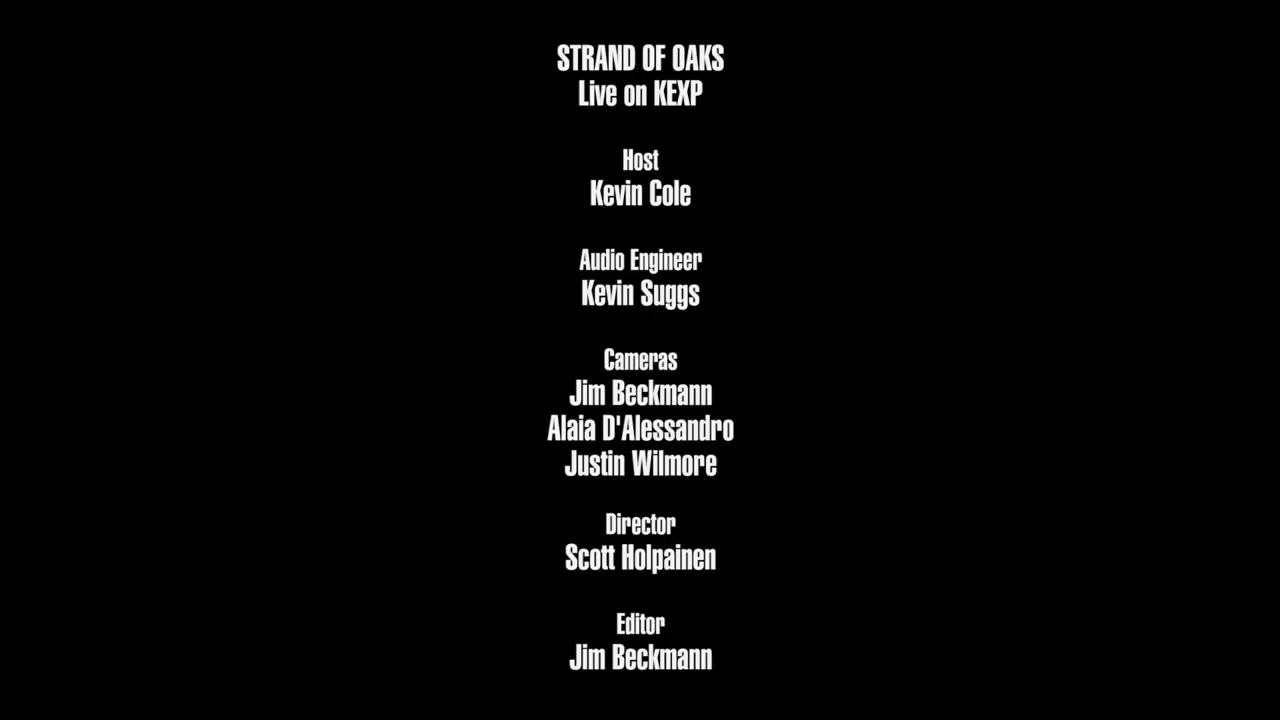 STRAND OF OAKS
Live on KEXP
Host
Kevin Cole
Audio Engineer
Kevin Suggs
Cameras
Jim Beckmann
Alaia D'Alessandro
Justin Wilmore
Director
Scott Holpainen
Editor
Jim Beckmann